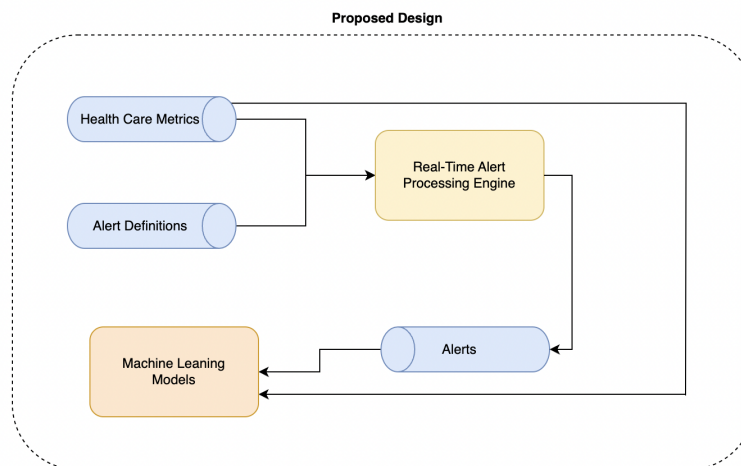 Proposed Design
Health Care Metrics
Real-Time Alert
Processing Engine
Alert Definitions
Machine Leaning
Models
Alerts